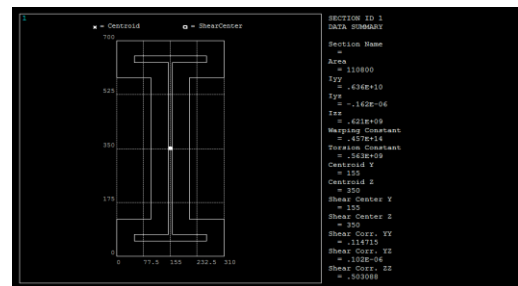 1
× = Centroid
o = ShearCenter
700
525
350
175
0
0 77.5 155 232.5 310
SECTION ID 1
DATA SUMMARY
Section Name
=
Area
= 110800
Iyy
= .636E+10
Iyz
= -.162E-06
Izz
= .621E+09
Warping Constant
= .457E+14
Torsion Constant
= .563E+09
Centroid Y
= 155
Centroid Z
= 350
Shear Center Y
= 155
Shear Center Z
= 350
Shear Corr. YY
= .114715
Shear Corr. YZ
= .102E-06
Shear Corr. ZZ
= .503088